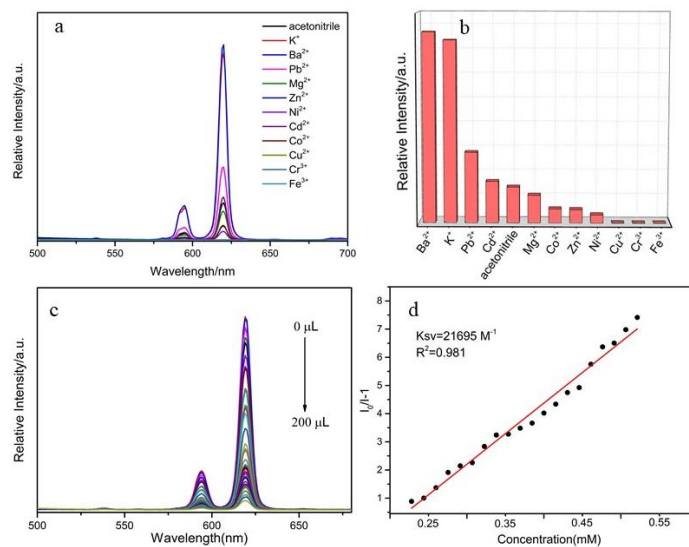 a
acetonitrile
K⁺
Ba²⁺
Pb²⁺
Mg²⁺
Zn²⁺
Ni²⁺
Cd²⁺
Co²⁺
Cu²⁺
Cr³⁺
Fe³⁺
Relative Intensity/a.u.
500 550 600 650 700
Wavelength/nm
b
Relative Intensity/a.u.
Ba²⁺ K⁺ Pb²⁺ Cd²⁺ acetonitrile Mg²⁺ Co²⁺ Zn²⁺ Ni²⁺ Cu²⁺ Cr³⁺ Fe³⁺
c
0 μL
200 μL
Relative Intensity/a.u.
500 550 600 650
Wavelength(nm)
d
Ksv=21695 M⁻¹
R²=0.981
I₀/I-1
8
7
6
5
4
3
2
1
0.25 0.35 0.45 0.55
Concentration(mM)